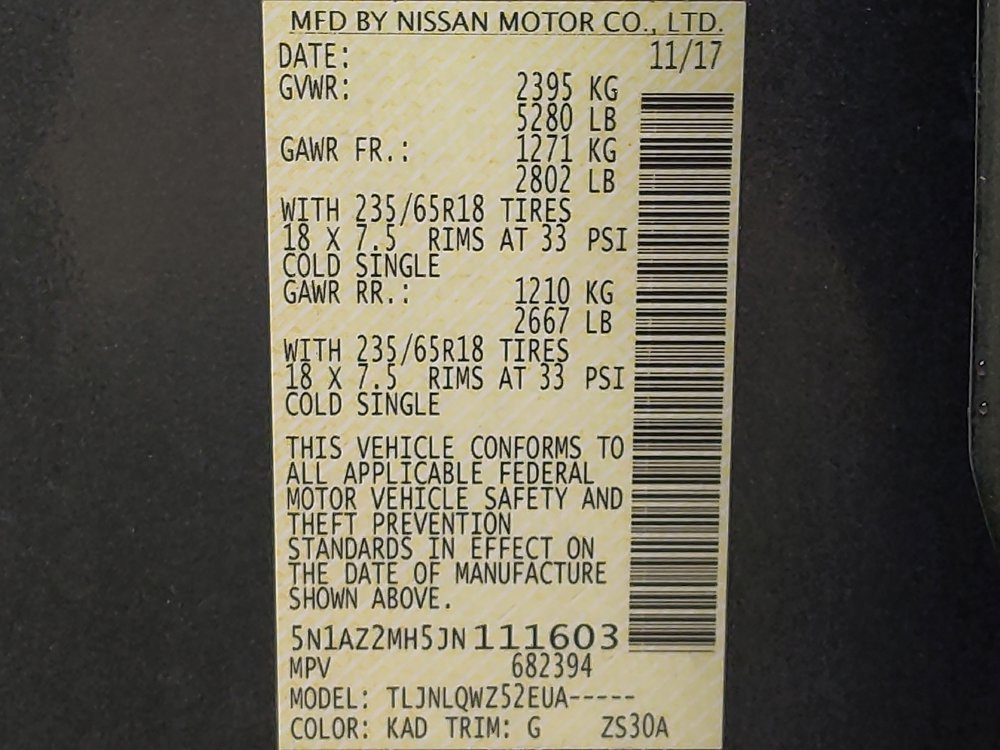 MFD BY NISSAN MOTOR CO., LTD.
DATE: 11/17
GVWR: 2395 KG
5280 LB
GAWR FR.: 1271 KG
2802 LB
WITH 235/65R18 TIRES
18 X 7.5 RIMS AT 33 PSI
COLD SINGLE
GAWR RR.: 1210 KG
2667 LB
WITH 235/65R18 TIRES
18 X 7.5 RIMS AT 33 PSI
COLD SINGLE
THIS VEHICLE CONFORMS TO
ALL APPLICABLE FEDERAL
MOTOR VEHICLE SAFETY AND
THEFT PREVENTION
STANDARDS IN EFFECT ON
THE DATE OF MANUFACTURE
SHOWN ABOVE.
5N1AZ2MH5JN111603
MPV 682394
MODEL: TLJNLQWZ52EUA-----
COLOR: KAD TRIM: G ZS30A